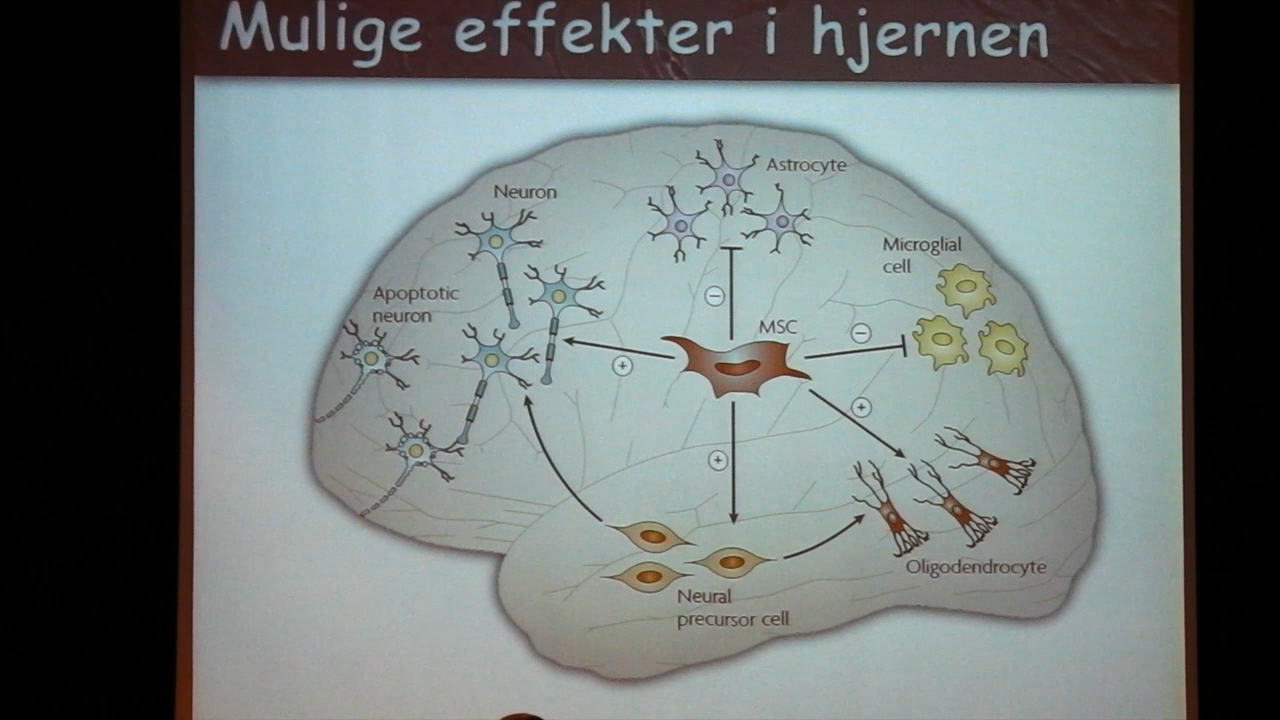 Mulige effekter i hjernen
Astrocyte
Neuron
Microglial
cell
Apoptotic
neuron
MSC
−
−
+
+
+
Oligodendrocyte
Neural
precursor cell